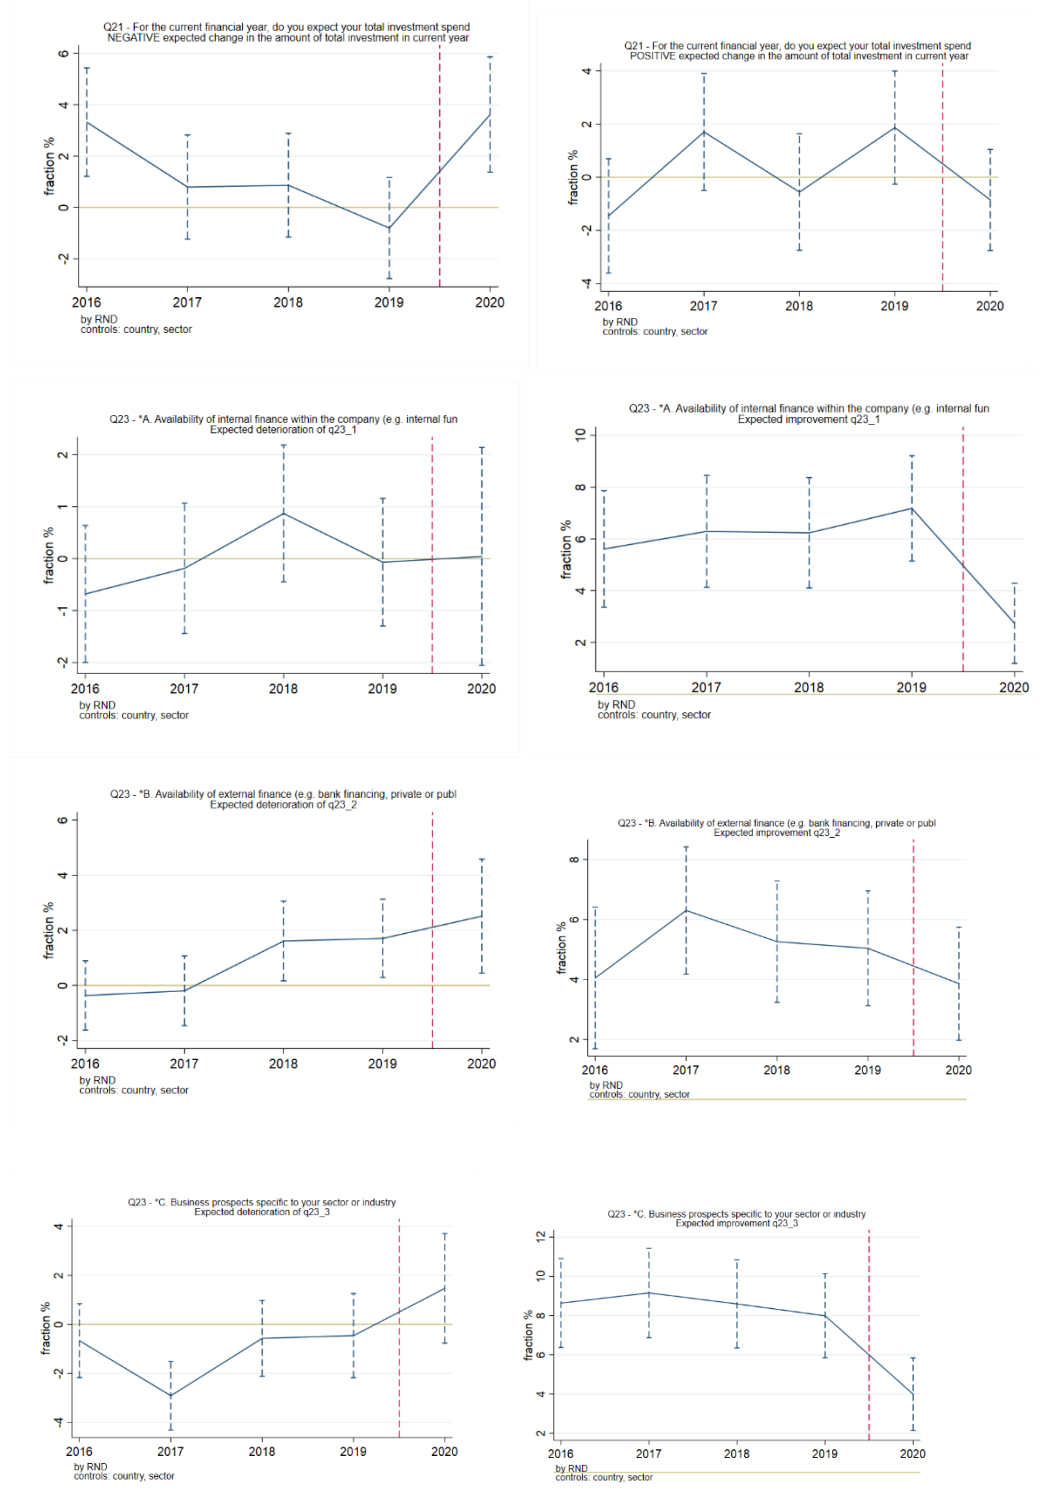 Q21 - For the current financial year, do you expect your total investment spend
NEGATIVE expected change in the amount of total investment in current year
fraction %
6
4
2
0
-2
2016 2017 2018 2019 2020
by RND
controls: country, sector
Q21 - For the current financial year, do you expect your total investment spend
POSITIVE expected change in the amount of total investment in current year
fraction %
4
2
0
-2
-4
2016 2017 2018 2019 2020
by RND
controls: country, sector
Q23 - *A. Availability of internal finance within the company (e.g. internal fun
Expected deterioration of q23_1
fraction %
2
1
0
-1
-2
2016 2017 2018 2019 2020
by RND
controls: country, sector
Q23 - *A. Availability of internal finance within the company (e.g. internal fun
Expected improvement q23_1
fraction %
10
8
6
4
2
2016 2017 2018 2019 2020
by RND
controls: country, sector
Q23 - *B. Availability of external finance (e.g. bank financing, private or publ
Expected deterioration of q23_2
fraction %
6
4
2
0
-2
2016 2017 2018 2019 2020
by RND
controls: country, sector
Q23 - *B. Availability of external finance (e.g. bank financing, private or publ
Expected improvement q23_2
fraction %
8
6
4
2
2016 2017 2018 2019 2020
by RND
controls: country, sector
Q23 - *C. Business prospects specific to your sector or industry
Expected deterioration of q23_3
fraction %
4
2
0
-2
-4
2016 2017 2018 2019 2020
by RND
controls: country, sector
Q23 - *C. Business prospects specific to your sector or industry
Expected improvement q23_3
fraction %
12
10
8
6
4
2
2016 2017 2018 2019 2020
by RND
controls: country, sector